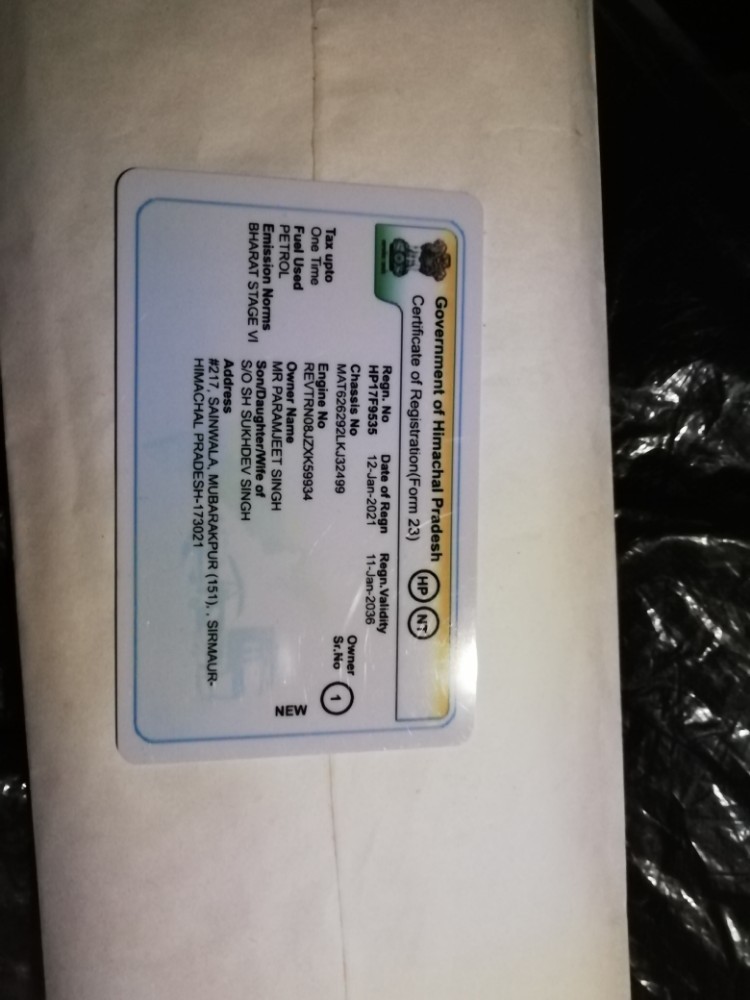 Government of Himachal Pradesh
Certificate of Registration(Form 23)
HP NT
Regn. No Date of Regn Regn.Validity
HP17F9535 12-Jan-2021 11-Jan-2036
Chassis No
MAT626292LKJ32499
Owner
Sr.No 1
Engine No
REVTRN08JZXK59934
Tax upto
One Time
Fuel Used
PETROL
Emission Norms
BHARAT STAGE VI
Owner Name
MR PARAMJEET SINGH
NEW
Son/Daughter/Wife of
S/O SH SUKHDEV SINGH
Address
#217, SAINWALA, MUBARAKPUR (151), , SIRMAUR-
HIMACHAL PRADESH-173021